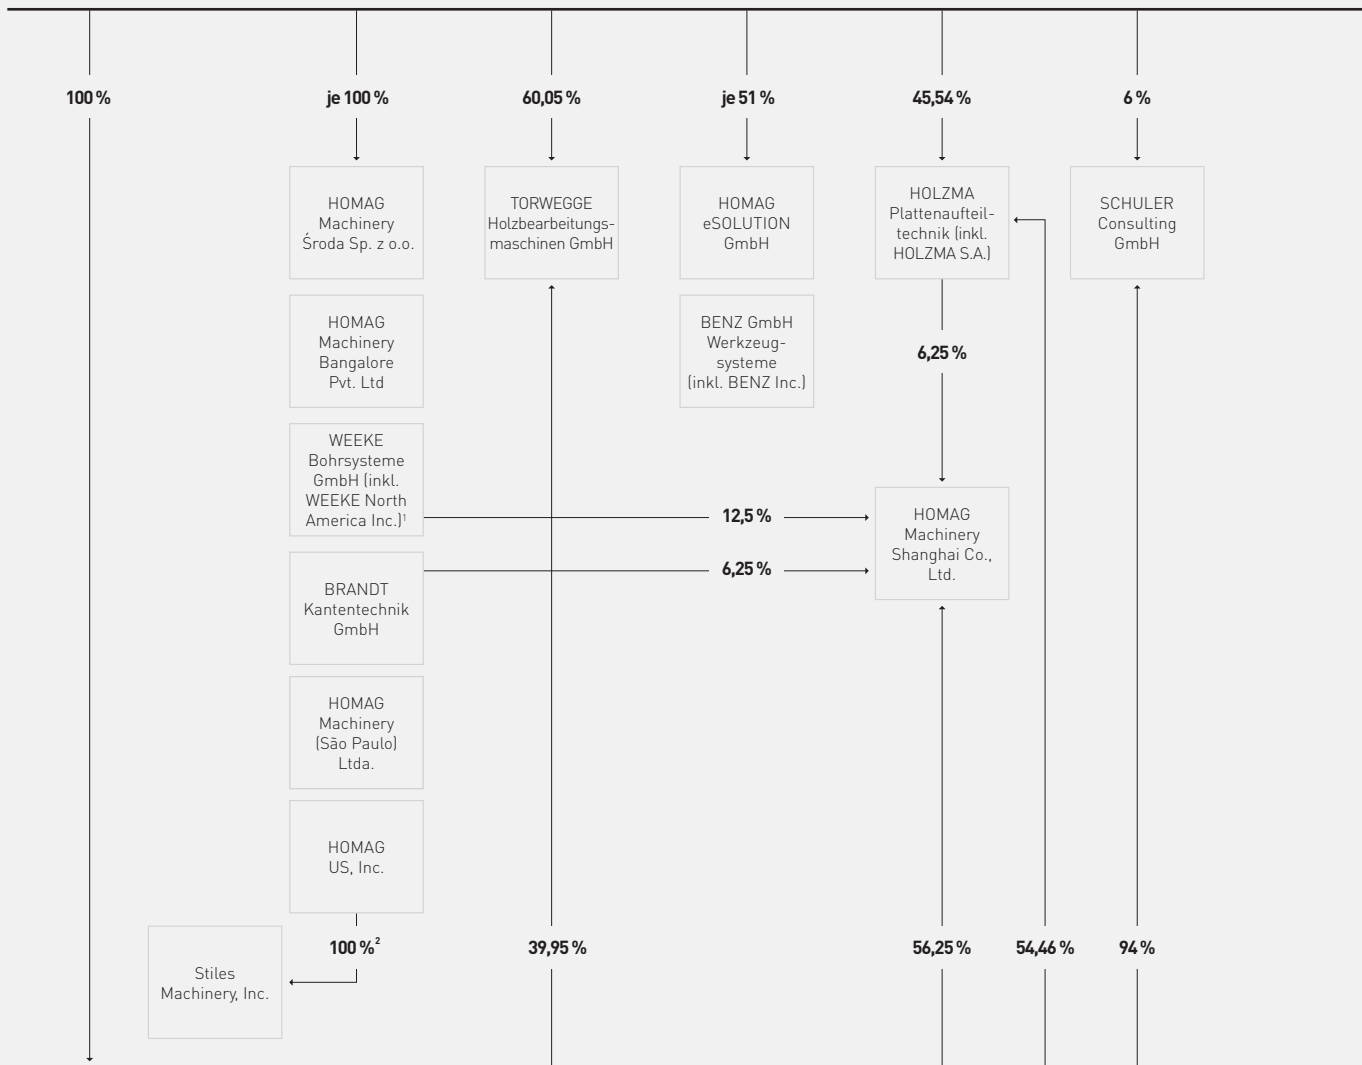 100 %
je 100 %
60,05 %
je 51 %
45,54 %
6 %
HOMAG
Machinery
Środa Sp. z o.o.
TORWEGGE
Holzbearbeitungs-
maschinen GmbH
HOMAG
eSOLUTION
GmbH
HOLZMA
Plattenaufteil-
technik (inkl.
HOLZMA S.A.)
SCHULER
Consulting
GmbH
HOMAG
Machinery
Bangalore
Pvt. Ltd
BENZ GmbH
Werkzeug-
systeme
(inkl. BENZ Inc.)
6,25 %
WEEKE
Bohrsysteme
GmbH (inkl.
WEEKE North
America Inc.)¹
12,5 %
HOMAG
Machinery
Shanghai Co.,
Ltd.
6,25 %
BRANDT
Kantentechnik
GmbH
HOMAG
Machinery
(São Paulo)
Ltda.
HOMAG
US, Inc.
100 %²
39,95 %
56,25 %
54,46 %
94 %
Stiles
Machinery, Inc.